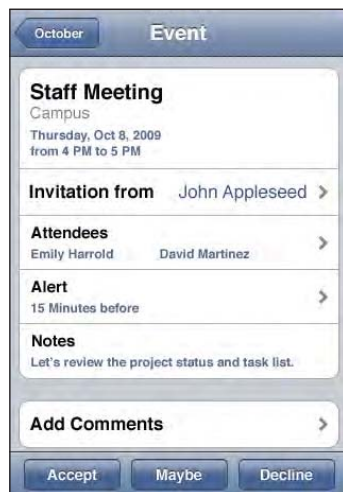 October
Event
Staff Meeting
Campus
Thursday, Oct 8, 2009
from 4 PM to 5 PM
Invitation from John Appleseed
Attendees
Emily Harrold David Martinez
Alert
15 Minutes before
Notes
Let's review the project status and task list.
Add Comments
Accept Maybe Decline